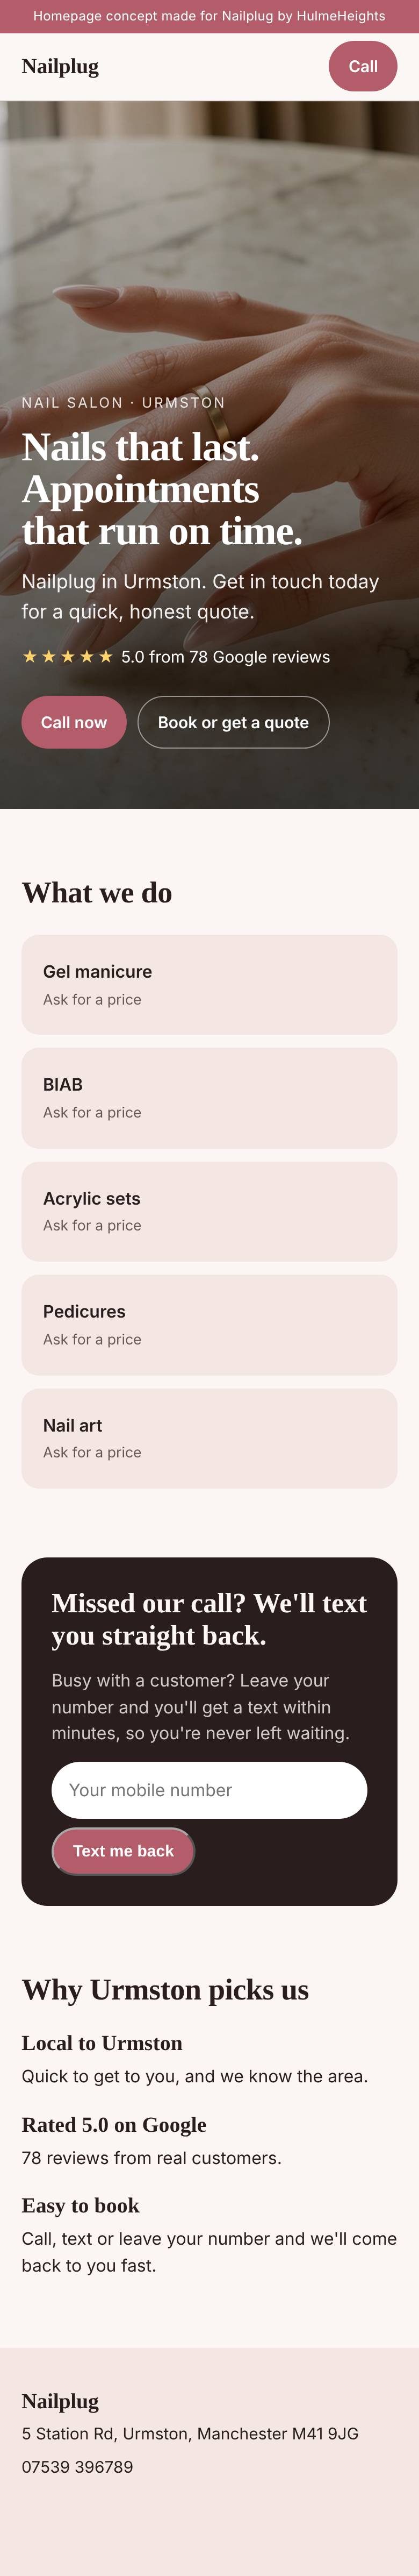 Homepage concept made for Nailplug by HulmeHeights
Nailplug
Call
NAIL SALON · URMSTON
Nails that last.
Appointments
that run on time.
Nailplug in Urmston. Get in touch today
for a quick, honest quote.
★★★★★ 5.0 from 78 Google reviews
Call now
Book or get a quote
What we do
Gel manicure
Ask for a price
BIAB
Ask for a price
Acrylic sets
Ask for a price
Pedicures
Ask for a price
Nail art
Ask for a price
Missed our call? We'll text
you straight back.
Busy with a customer? Leave your
number and you'll get a text within
minutes, so you're never left waiting.
Your mobile number
Text me back
Why Urmston picks us
Local to Urmston
Quick to get to you, and we know the area.
Rated 5.0 on Google
78 reviews from real customers.
Easy to book
Call, text or leave your number and we'll come
back to you fast.
Nailplug
5 Station Rd, Urmston, Manchester M41 9JG
07539 396789